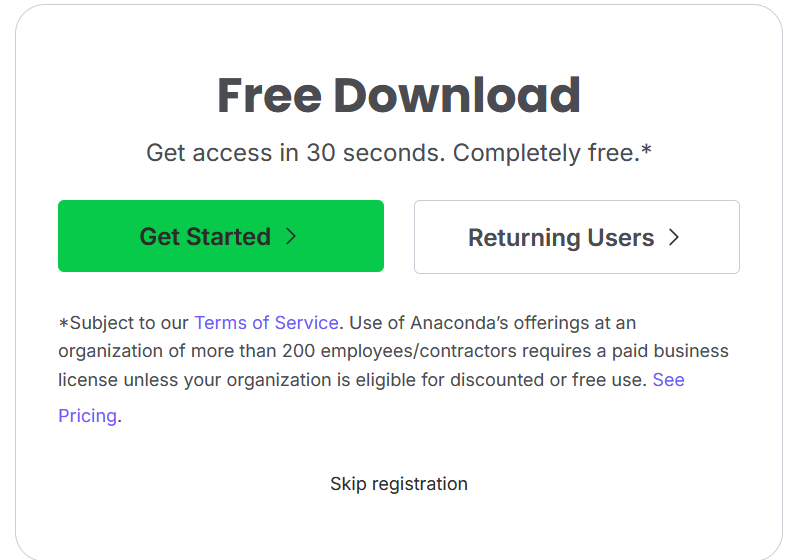 Free Download
Get access in 30 seconds. Completely free.*
Get Started
Returning Users
*Subject to our Terms of Service. Use of Anaconda’s offerings at an
organization of more than 200 employees/contractors requires a paid business
license unless your organization is eligible for discounted or free use. See
Pricing.
Skip registration